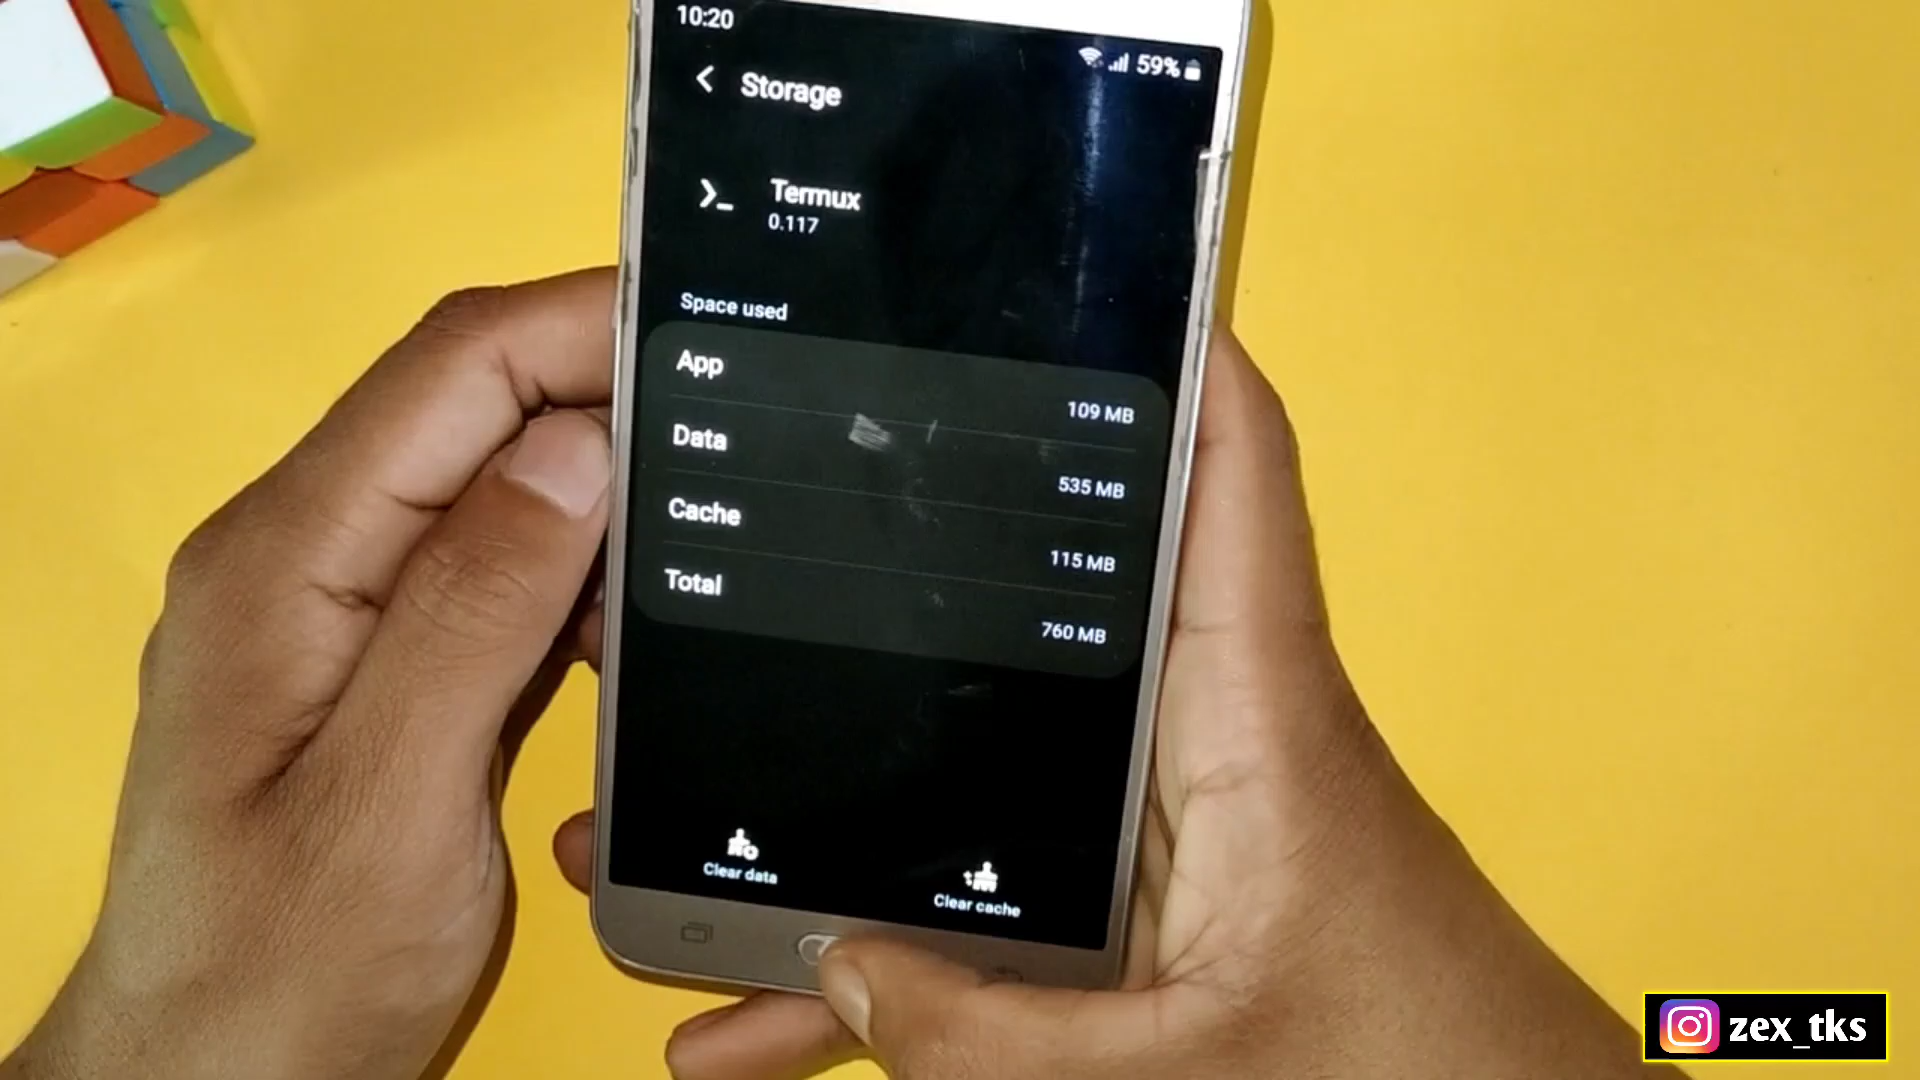 10:20
59%
Storage
Termux
0.117
Space used
App
109 MB
Data
535 MB
Cache
115 MB
Total
760 MB
Clear data
Clear cache
zex_tks